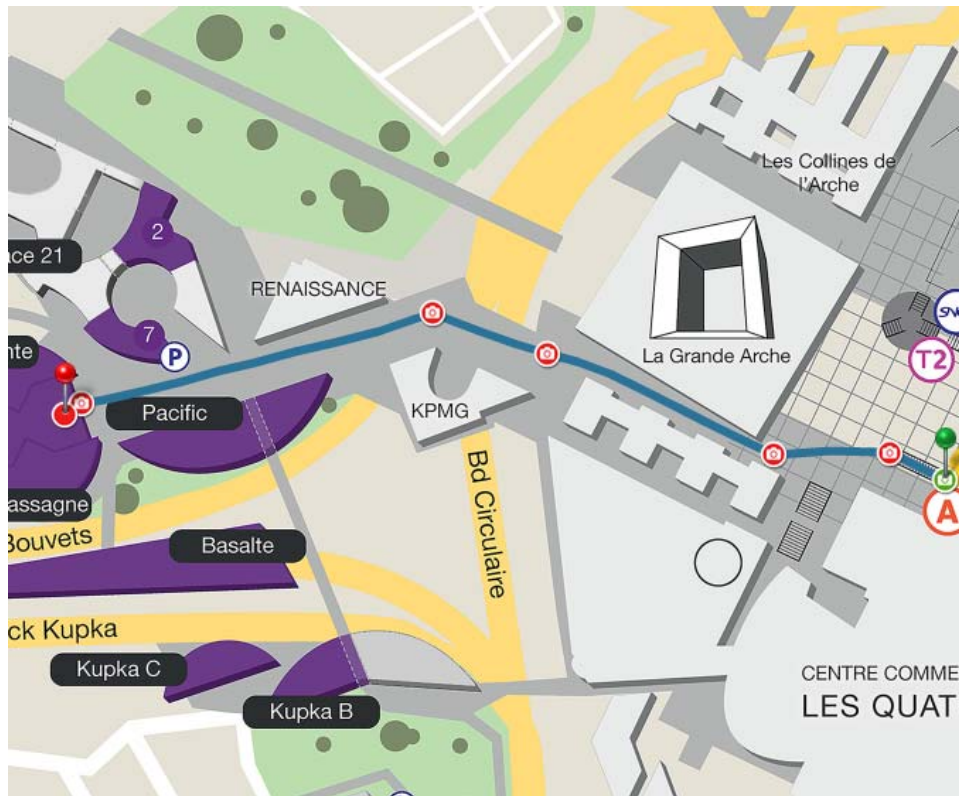 Les Collines de
l'Arche
2
ace 21
RENAISSANCE
SN
7
P
La Grande Arche
T2
nte
Pacific
KPMG
assagne
A
Bouvets
Basalte
Bd Circulaire
ck Kupka
Kupka C
CENTRE COMME
Kupka B
LES QUAT